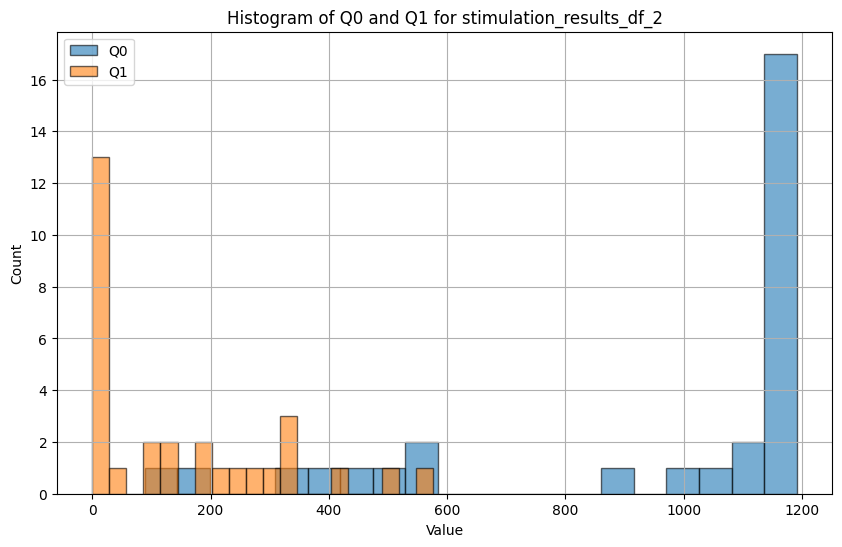 Histogram of Q0 and Q1 for stimulation_results_df_2
Q0
Q1
16
14
12
10
8
6
4
2
0
Count
0 200 400 600 800 1000 1200
Value